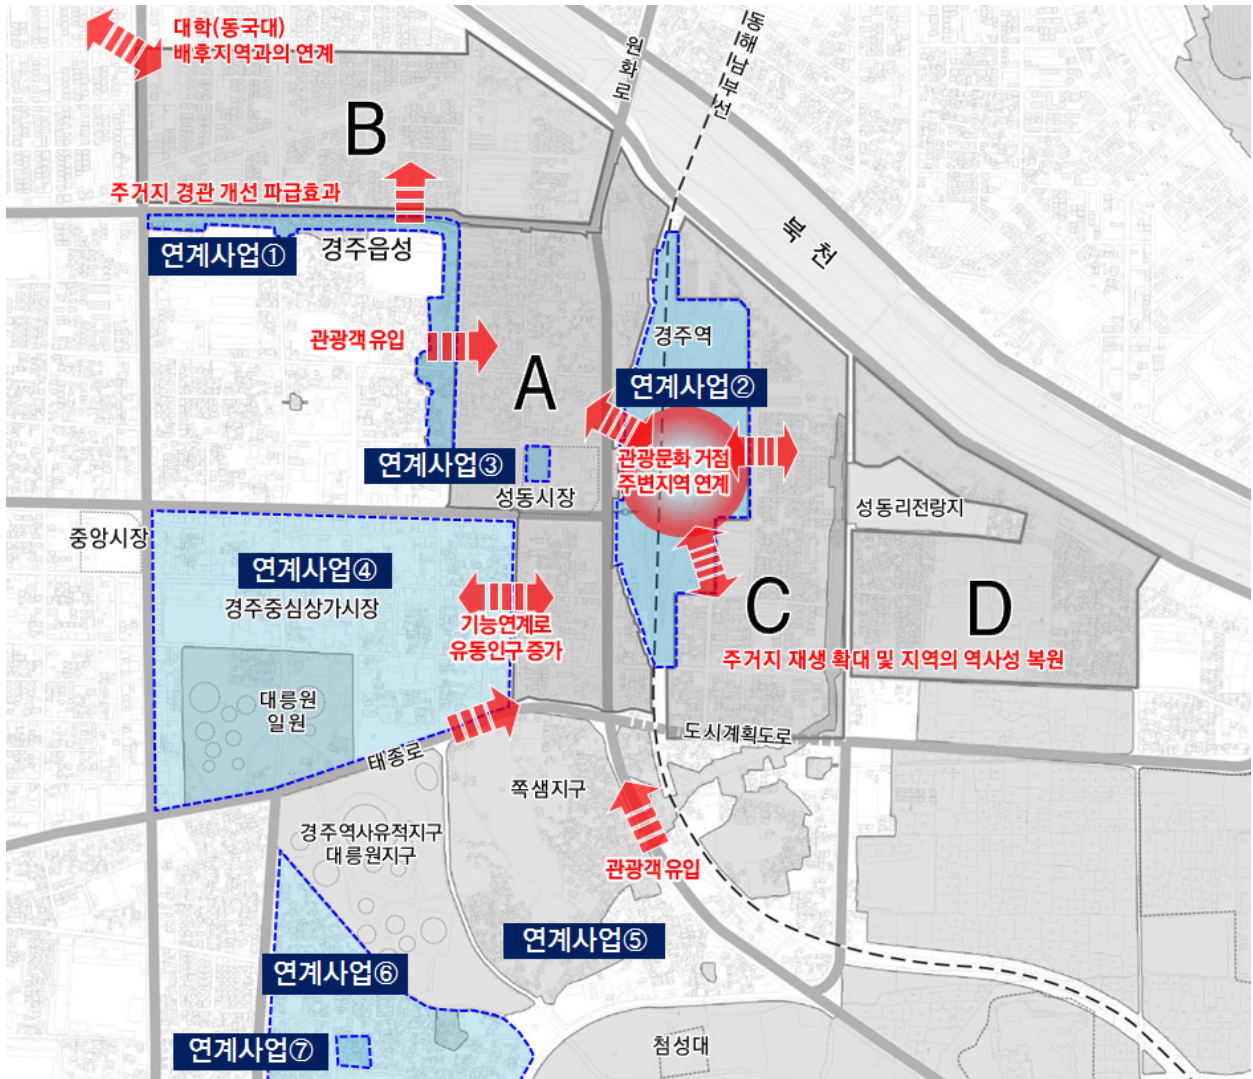 대학(동국대)
배후지역과의 연계
원화로
동해남부선
B
주거지 경관 개선 파급효과
연계사업①
경주읍성
북천
관광객 유입
경주역
A
연계사업②
연계사업③
관광문화 거점
주변지역 연계
성동시장
성동리전랑지
중앙시장
연계사업④
경주중심상가시장
기능연계로
유동인구 증가
C
D
주거지 재생 확대 및 지역의 역사성 복원
대릉원
일원
태종로
도시계획도로
쪽샘지구
경주역사유적지구
대릉원지구
관광객 유입
연계사업⑤
연계사업⑥
연계사업⑦
첨성대